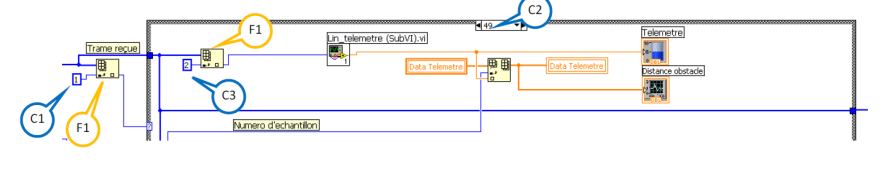 C2
F1
49
Telemetre
Trame reçue
Lin_telemetre (SubVI).vi
1
2
Data Telemetre
Data Telemetre
Distance obstacle
1
C1
F1
C3
?
Numero d'echantillon